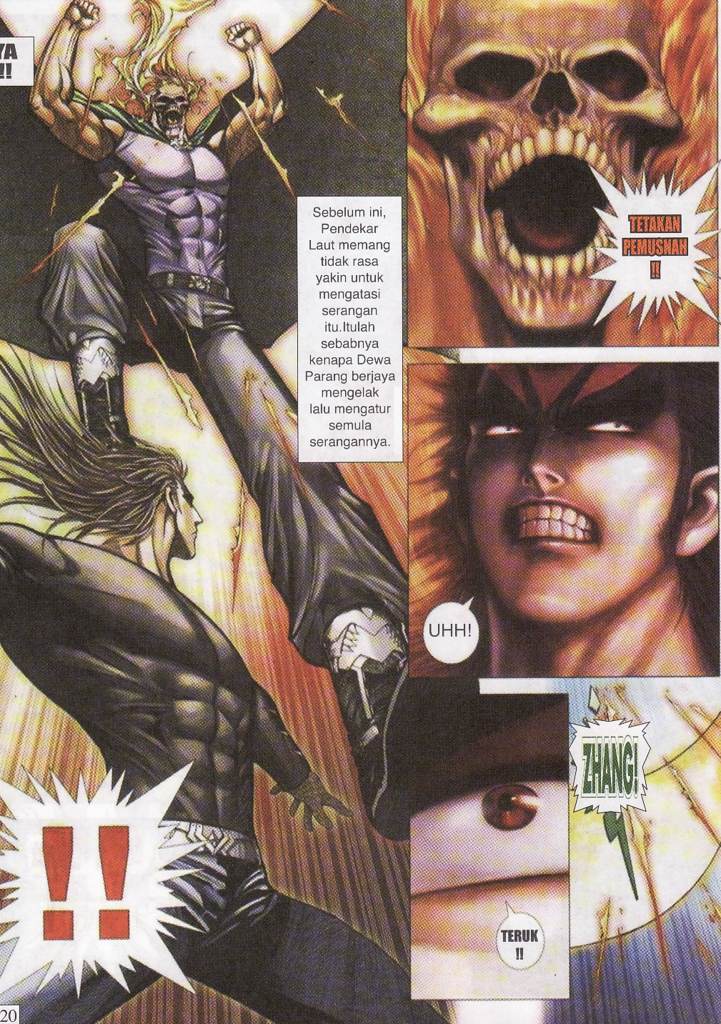 YA
!!
Sebelum ini,
Pendekar
Laut memang
tidak rasa
yakin untuk
mengatasi
serangan
itu.Itulah
sebabnya
kenapa Dewa
Parang berjaya
mengelak
lalu mengatur
semula
serangannya.
TETAKAN
PEMUSNAH
!!
UHH!
ZHANG!
TERUK
!!
!!
20